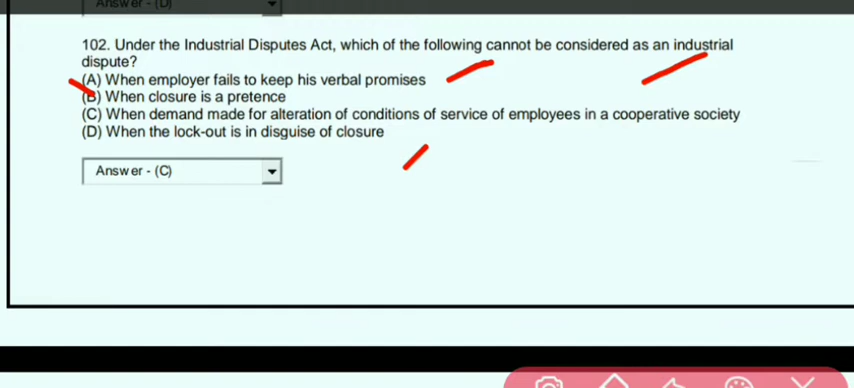 Answer - (D)
102. Under the Industrial Disputes Act, which of the following cannot be considered as an industrial
dispute?
(A) When employer fails to keep his verbal promises
(B) When closure is a pretence
(C) When demand made for alteration of conditions of service of employees in a cooperative society
(D) When the lock-out is in disguise of closure
Answer - (C)